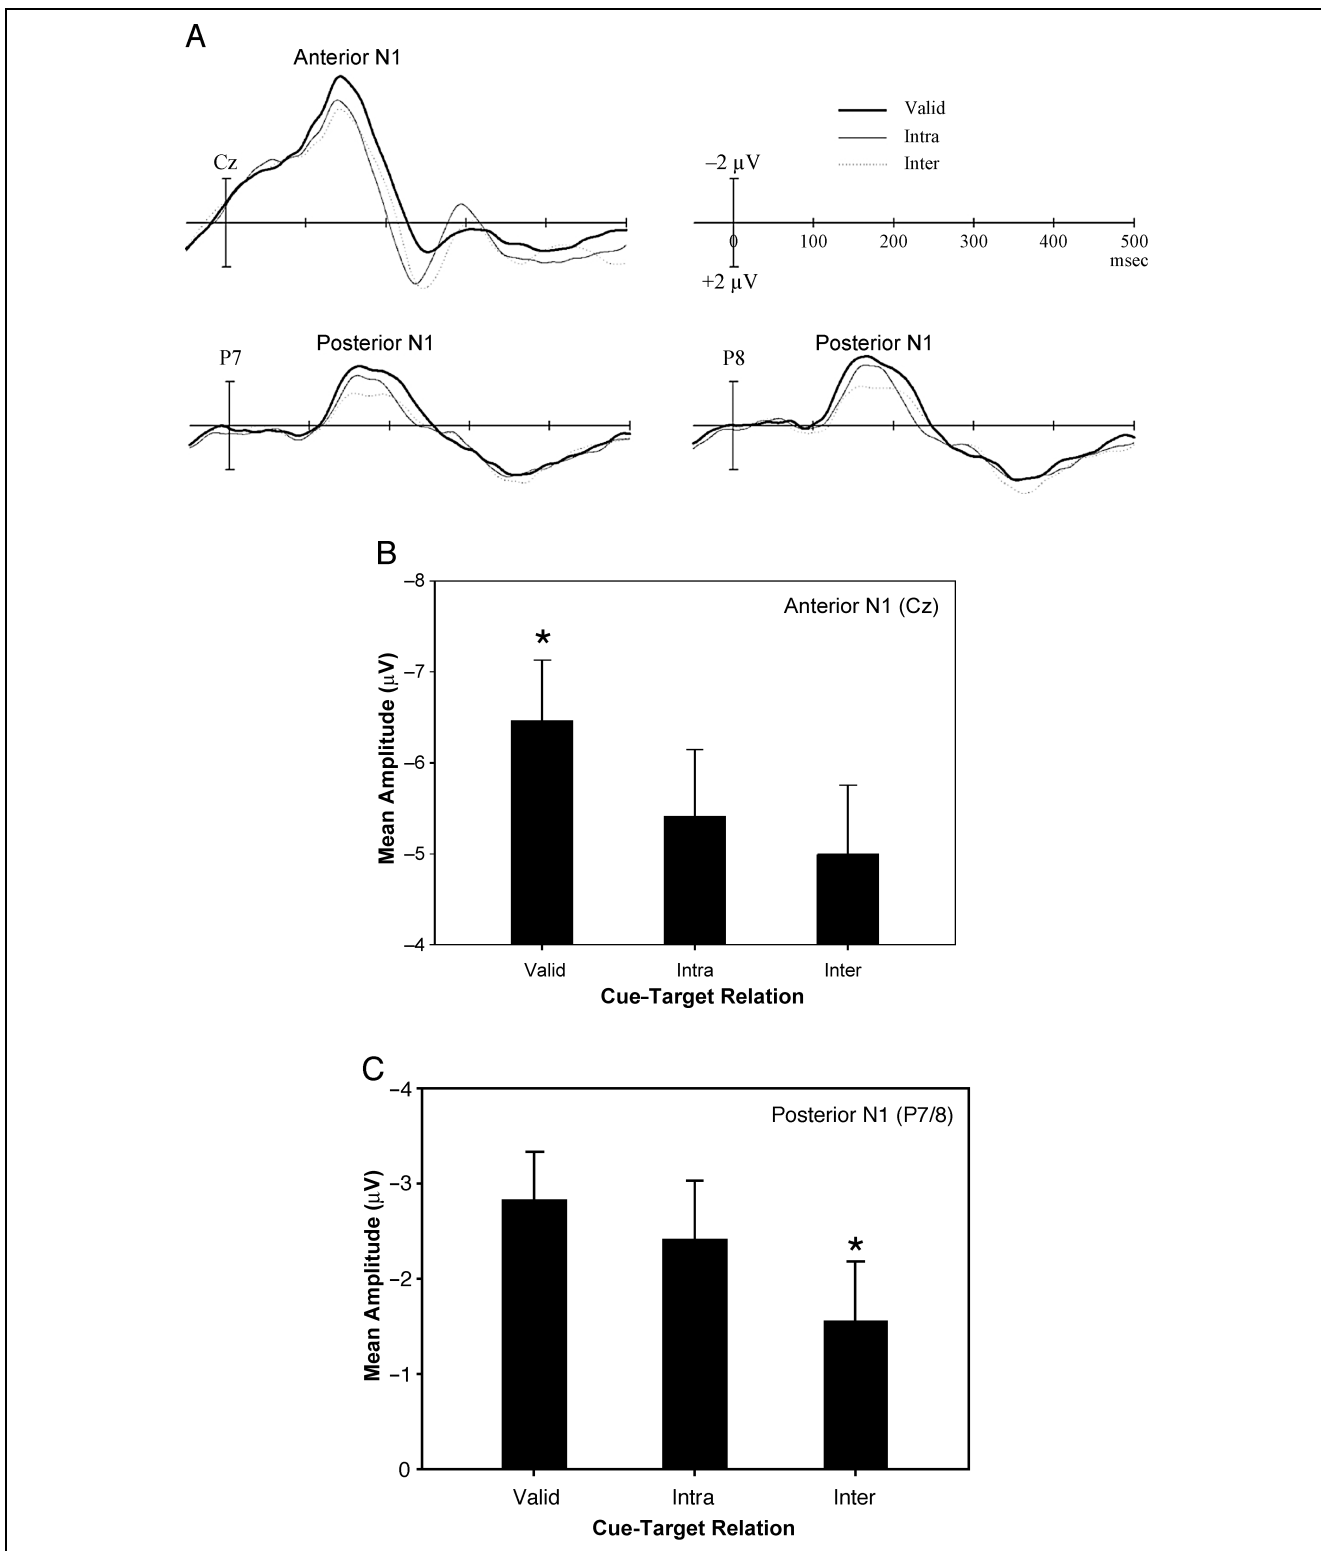 A
Anterior N1
Valid
Intra
Inter
Cz
–2 µV
0 100 200 300 400 500
msec
+2 µV
P7
Posterior N1
P8
Posterior N1
B
–8
Anterior N1 (Cz)
*
–7
–6
–5
–4
Mean Amplitude (µV)
Valid Intra Inter
Cue-Target Relation
C
–4
Posterior N1 (P7/8)
–3
*
–2
–1
0
Mean Amplitude (µV)
Valid Intra Inter
Cue-Target Relation